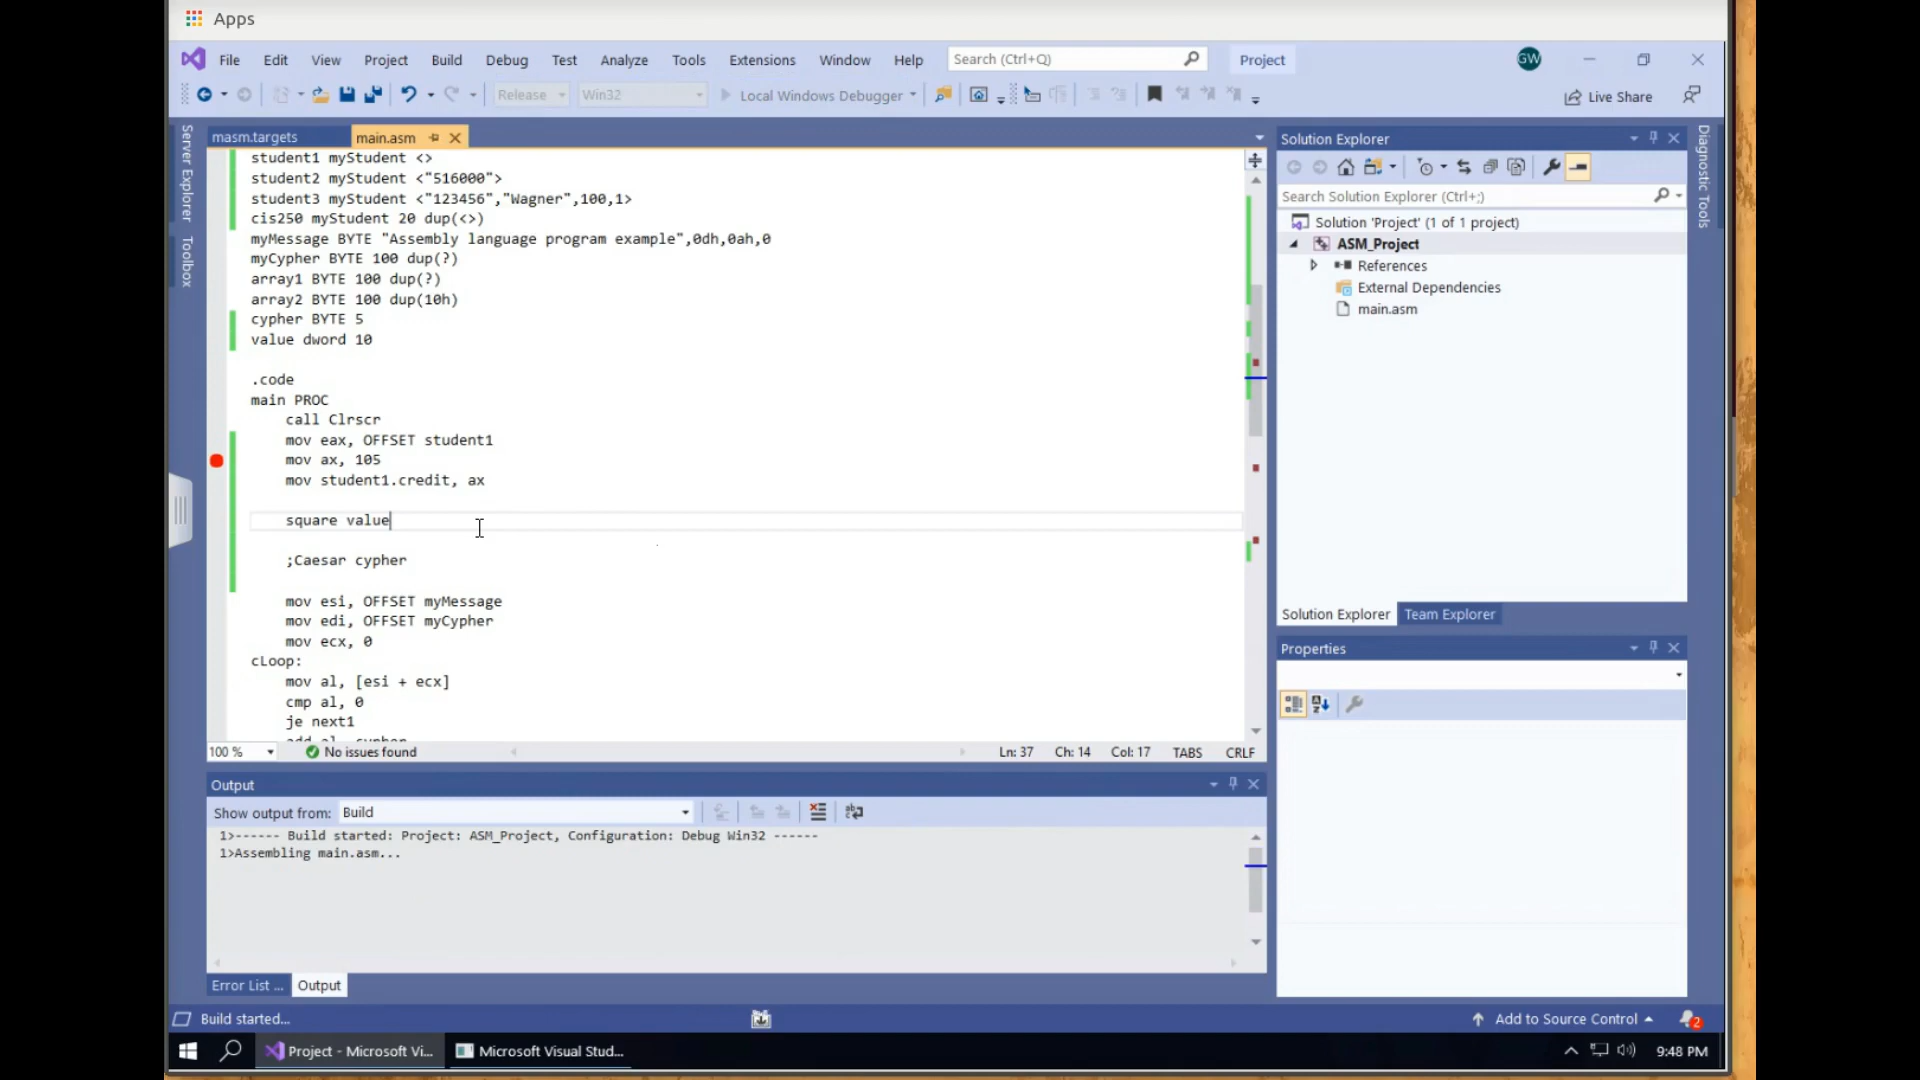 Apps
File Edit View Project Build Debug Test Analyze Tools Extensions Window Help Search (Ctrl+Q) Project GW
Release Win32 Local Windows Debugger Live Share
Server Explorer
Toolbox
masm.targets main.asm
student1 myStudent <>
student2 myStudent <"516000">
student3 myStudent <"123456","Wagner",100,1>
cis250 myStudent 20 dup(<>)
myMessage BYTE "Assembly language program example",0dh,0ah,0
myCypher BYTE 100 dup(?)
array1 BYTE 100 dup(?)
array2 BYTE 100 dup(10h)
cypher BYTE 5
value dword 10
.code
main PROC
call Clrscr
mov eax, OFFSET student1
mov ax, 105
mov student1.credit, ax
square value
;Caesar cypher
mov esi, OFFSET myMessage
mov edi, OFFSET myCypher
mov ecx, 0
cLoop:
mov al, [esi + ecx]
cmp al, 0
je next1
add al, cypher
100 % No issues found Ln: 37 Ch: 14 Col: 17 TABS CRLF
Output
Show output from: Build
1>------ Build started: Project: ASM_Project, Configuration: Debug Win32 ------
1>Assembling main.asm...
Error List ... Output
Solution Explorer
Search Solution Explorer (Ctrl+;)
Solution 'Project' (1 of 1 project)
ASM_Project
References
External Dependencies
main.asm
Solution Explorer Team Explorer
Properties
Diagnostic Tools
Build started... Add to Source Control 2
Project - Microsoft Vi... Microsoft Visual Stud... 9:48 PM